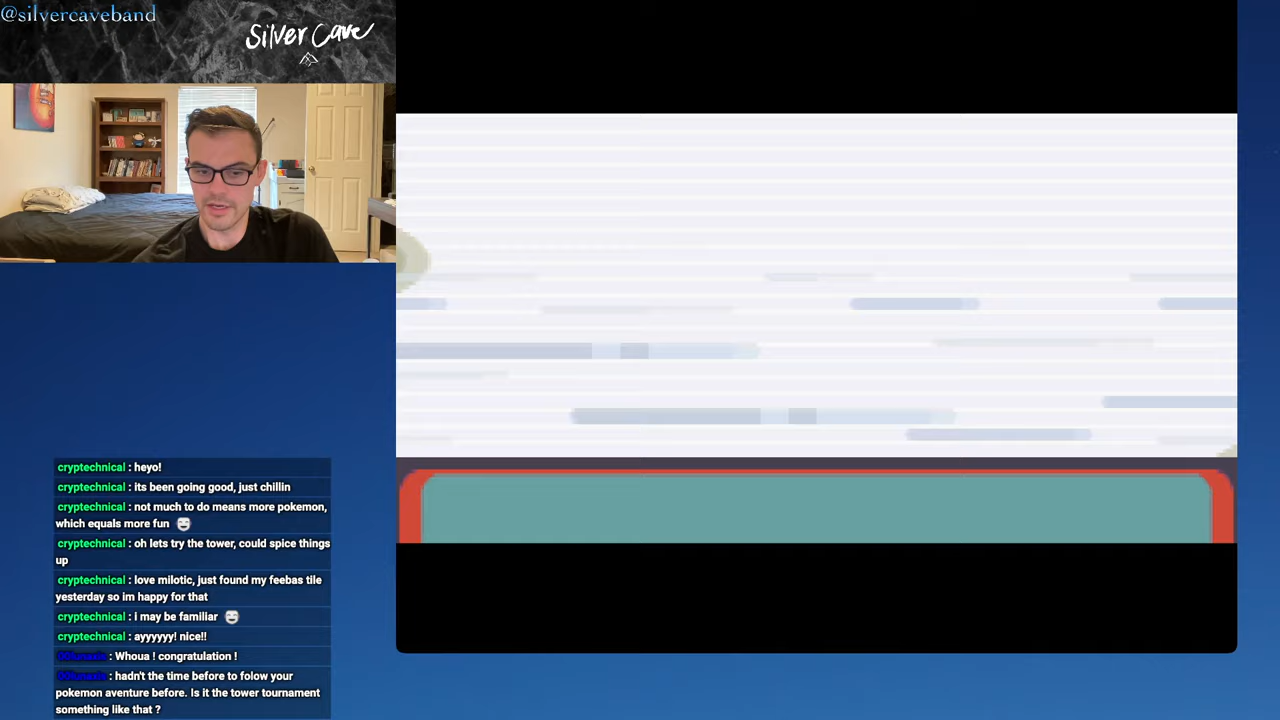 @silvercaveband
Silver Cave
cryptechnical : heyo!
cryptechnical : its been going good, just chillin
cryptechnical : not much to do means more pokemon,
which equals more fun
cryptechnical : oh lets try the tower, could spice things
up
cryptechnical : love milotic, just found my feebas tile
yesterday so im happy for that
cryptechnical : i may be familiar
cryptechnical : ayyyyyy! nice!!
: Whoua ! congratulation !
: hadn't the time before to folow your
pokemon aventure before. Is it the tower tournament
something like that ?